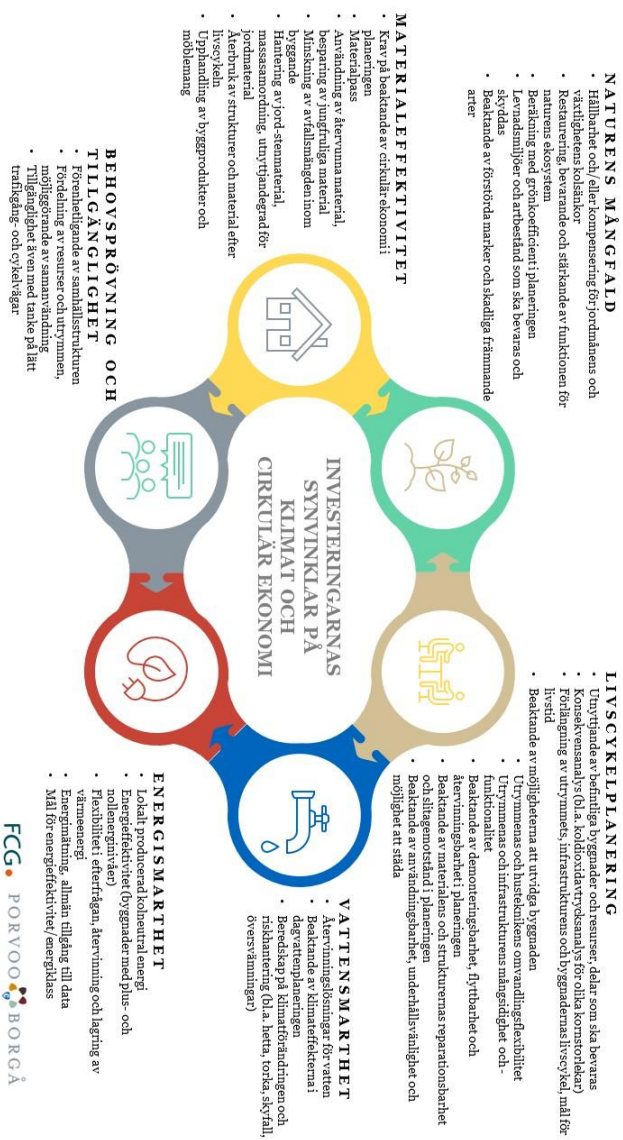 NATURENS MÅNGFALD
• Hållbarhet och/eller kompensering för jordmånens och
växtlighetens kolsänkor
• Restaurering, bevarande och stärkande av funktionen för
naturens ekosystem
• Beräkning med grönkoefficient i planeringen
• Levnadsmiljöer och artbestånd som ska bevaras och
skyddas
• Beaktande av förstörda marker och skadliga främmande
arter
LIVSCYKELPLANERING
• Utnyttjande av befintliga byggnader och resurser, delar som ska bevaras
• Konsekvensanalys (bl.a. koldioxidavtrycksanalys för olika kornstorlekar)
• Förlängning av utrymmets, infrastrukturens och byggnadernas livscykel, mål för
livstid
• Beaktande av möjligheterna att utvidga byggnaden
• Utrymmenas och husteknikens omvandlingsflexibilitet
• Utrymmenas och infrastrukturens mångsidighet och -
funktionalitet
• Beaktande av demonteringsbarhet, flyttbarhet och
återvinningsbarhet i planeringen
• Beaktande av materialens och strukturernas reparationsbarhet
och slitagemotstånd i planeringen
• Beaktande av användningsbarhet, underhållsvänlighet och
möjlighet att städa
MATERIALEFFEKTIVITET
• Krav på beaktande av cirkulär ekonomi i
planeringen
• Materialpass
• Användning av återvunna material,
besparing av jungfruliga material
• Minskning av avfallsmängden inom
byggande
• Hantering av jord-stenmaterial,
massasamordning, utnyttjandegrad för
jordmaterial
• Återbruk av strukturer och material efter
livscykeln
• Upphandling av byggprodukter och
möblemang
INVESTERINGARNAS
SYNVINKLAR PÅ
KLIMAT OCH
CIRKULÄR EKONOMI
VATTENSMARTHET
• Återvinningslösningar för vatten
• Beaktande av klimateffekterna i
dagvattenplaneringen
• Beredskap på klimatförändringen och
riskhantering (bl.a. hetta, torka, skyfall,
översvämningar)
BEHOVSPRÖVNING OCH
TILLGÄNGLIGHET
• Förenhetligande av samhällsstrukturen
• Fördelning av resurser och utrymmen,
möjliggörande av samanvändning
• Tillgänglighet även med tanke på lätt
trafikgång- och cykelvägar
ENERGISMARTHET
• Lokalt producerad kolneutral energi
• Energieffektivitet (byggnader med plus- och
nollenerginivåer)
• Flexibilitet i efterfrågan, återvinning och lagring av
värmeenergi
• Energimätning, allmän tillgång till data
• Mål för energieffektivitet/energiklass
FCG. PORVOO BORGÅ